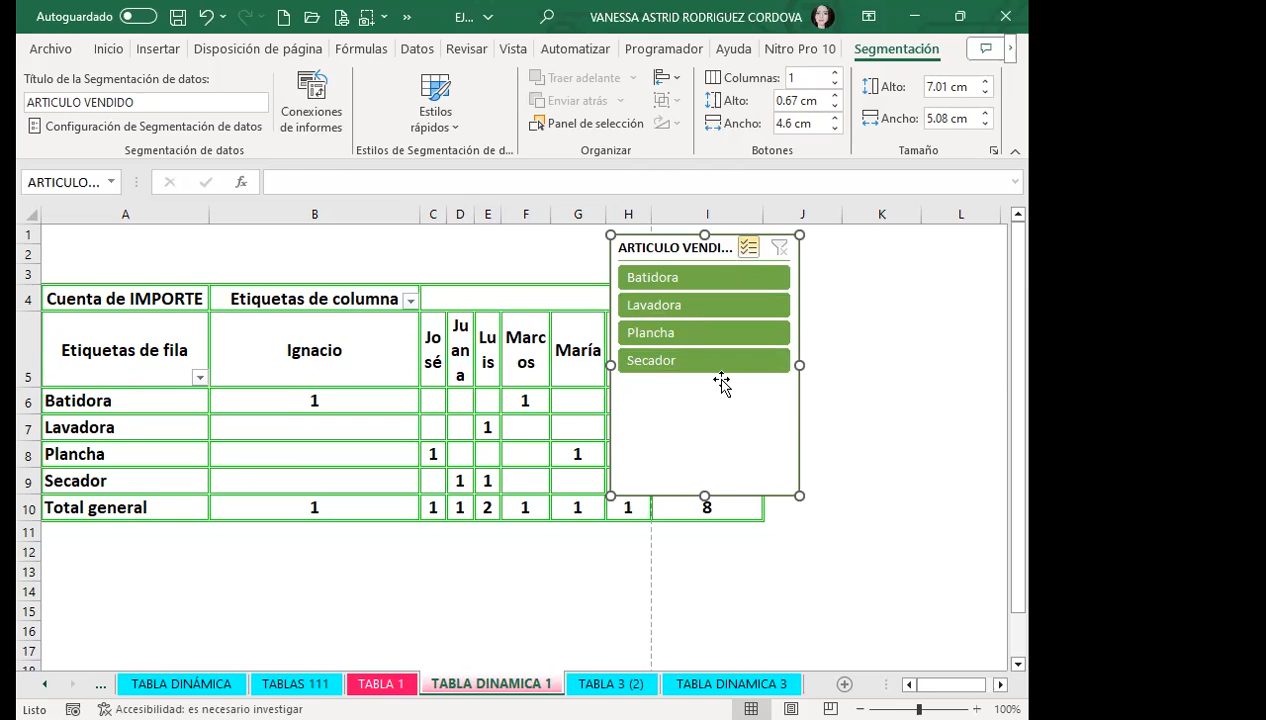 Autoguardado EJ... VANESSA ASTRID RODRIGUEZ CORDOVA
Archivo Inicio Insertar Disposición de página Fórmulas Datos Revisar Vista Automatizar Programador Ayuda Nitro Pro 10 Segmentación
Título de la Segmentación de datos:
ARTICULO VENDIDO
Configuración de Segmentación de datos
Segmentación de datos
Conexiones
de informes
Estilos
rápidos
Estilos de Segmentación de d...
Traer adelante
Enviar atrás
Panel de selección
Organizar
Columnas: 1
Alto: 0.67 cm
Ancho: 4.6 cm
Botones
Alto: 7.01 cm
Ancho: 5.08 cm
Tamaño
ARTICULO... fx
A B C D E F G H I J K L
1
2
3
4 Cuenta de IMPORTE Etiquetas de columna
5 Etiquetas de fila Ignacio José Juana Luis Marcos María
6 Batidora 1 1
7 Lavadora 1
8 Plancha 1 1
9 Secador 1 1
10 Total general 1 1 1 2 1 1 1 8
11
12
13
14
15
16
17
18
ARTICULO VENDI...
Batidora
Lavadora
Plancha
Secador
... TABLA DINÁMICA TABLAS 111 TABLA 1 TABLA DINAMICA 1 TABLA 3 (2) TABLA DINAMICA 3
Listo Accesibilidad: es necesario investigar 100%